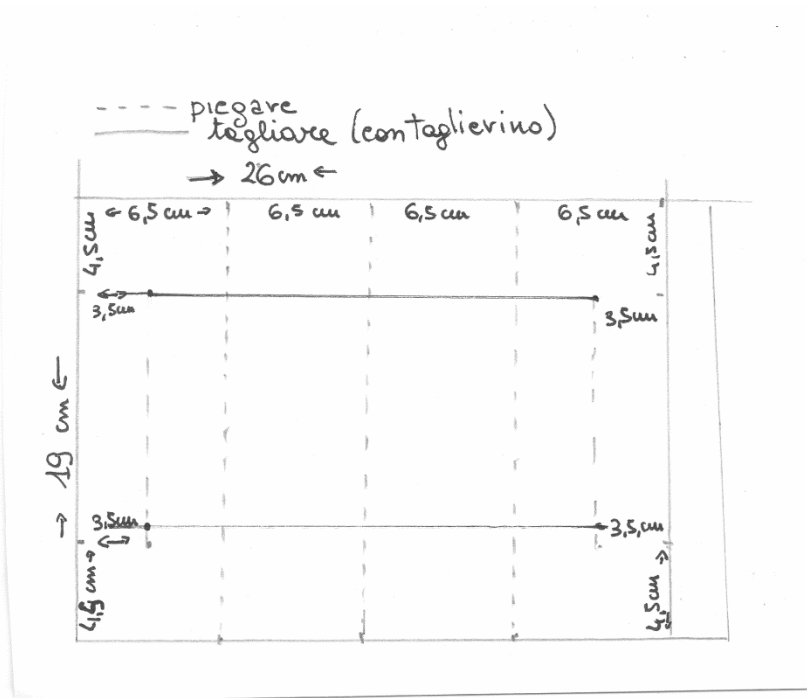 piegare
tagliare (con taglierino)
→ 26 cm ←
← 6,5 cm → 6,5 cm 6,5 cm 6,5 cm
4,5 cm
4,5 cm
3,5 cm
3,5 cm
→ 19 cm ←
3,5 cm
3,5, cm
4,5 cm →
4,5 cm →